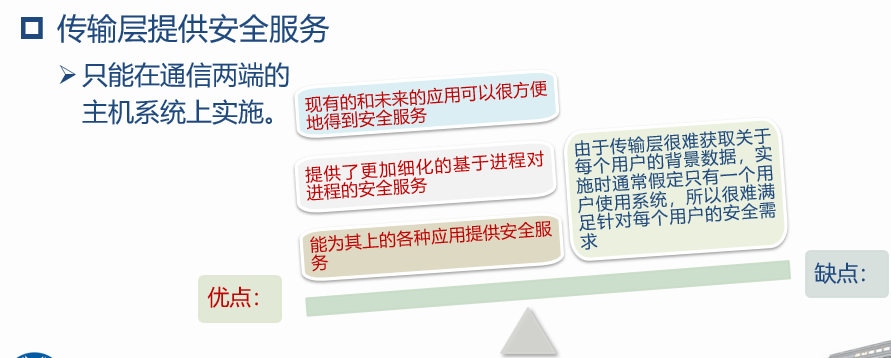 传输层提供安全服务
只能在通信两端的
主机系统上实施。
现有的和未来的应用可以很方便
地得到安全服务
提供了更加细化的基于进程对
进程的安全服务
能为其上的各种应用提供安全服
务
由于传输层很难获取关于
每个用户的背景数据，实
施时通常假定只有一个用
户使用系统，所以很难满
足针对每个用户的安全需
求
优点：
缺点：